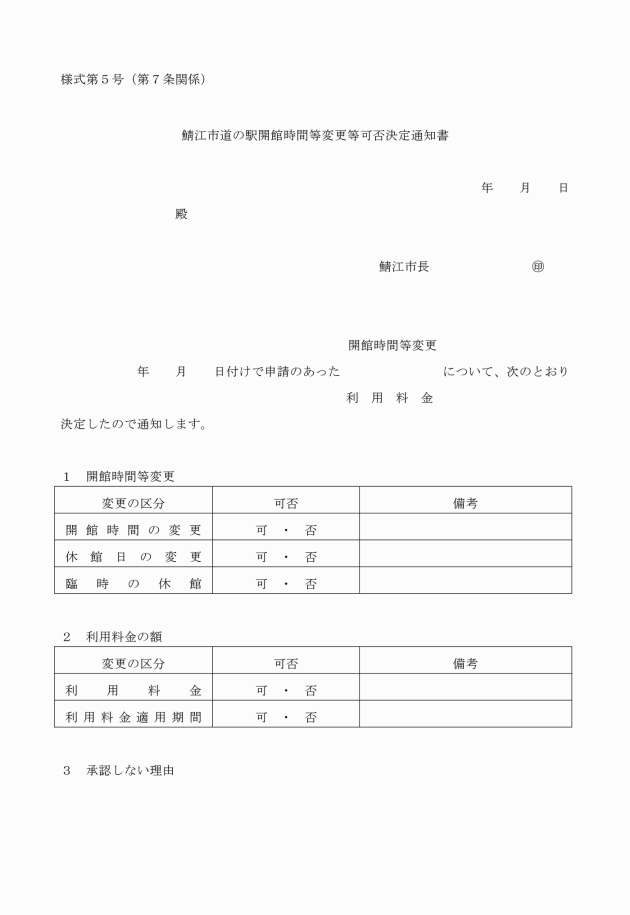 様式第５号（第７条関係）
鯖江市道の駅開館時間等変更等可否決定通知書
年　　月　　日
殿
鯖江市長　　　　　　　　㊞
開館時間等変更
年　　月　　日付けで申請のあった　　　　　　　　について、次のとおり
利　用　料　金
決定したので通知します。
１　開館時間等変更
変更の区分　可否　備考
開館時間の変更　可　・　否
休館日の変更　可　・　否
臨時の休館　可　・　否
２　利用料金の額
変更の区分　可否　備考
利用料金　可　・　否
利用料金適用期間　可　・　否
３　承認しない理由